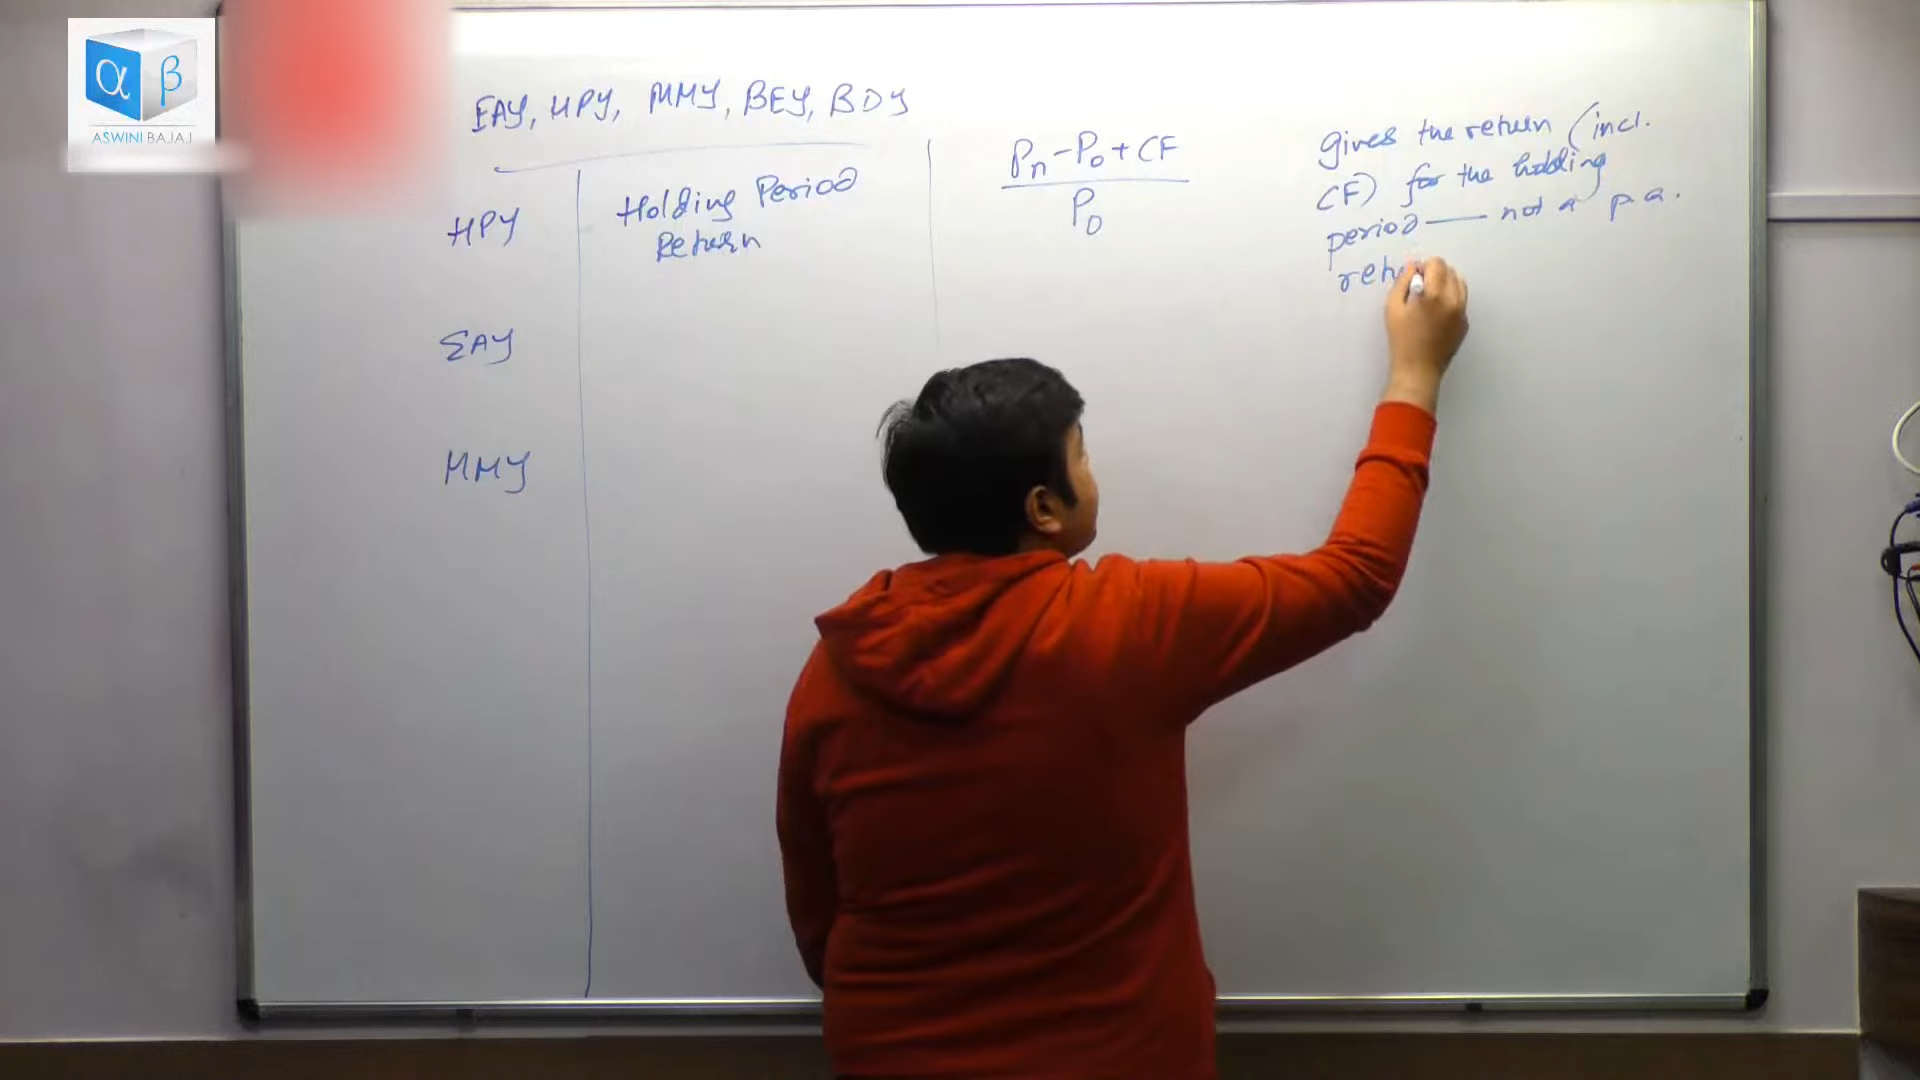 α β
ASWINI BAJAJ
EAY, HPY, MMY, BEY, BDY
HPY
Holding Period
Return
Pn - P0 + CF
P0
Gives the return (incl.
CF) for the holding
period — not a p.a.
retu
EAY
MMY